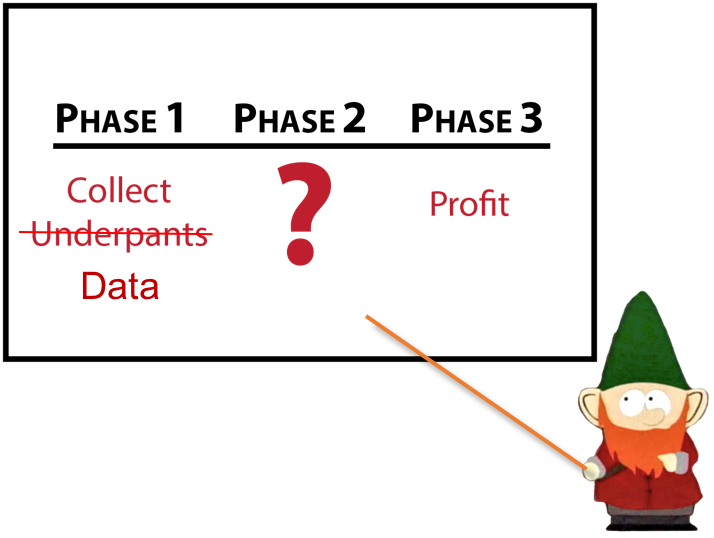 PHASE 1 PHASE 2 PHASE 3
Collect
Underpants
Data
?
Profit